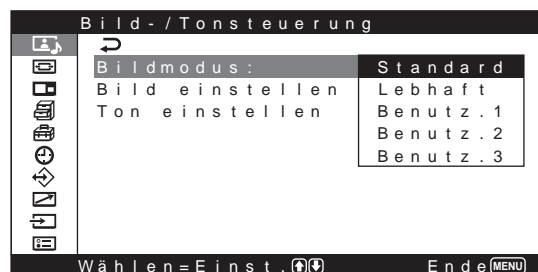 Bild-/Tonsteuerung
Bildmodus: Standard
Bild einstellen Lebhaft
Ton einstellen Benutz.1
Benutz.2
Benutz.3
Wählen=Einst. Ende MENU